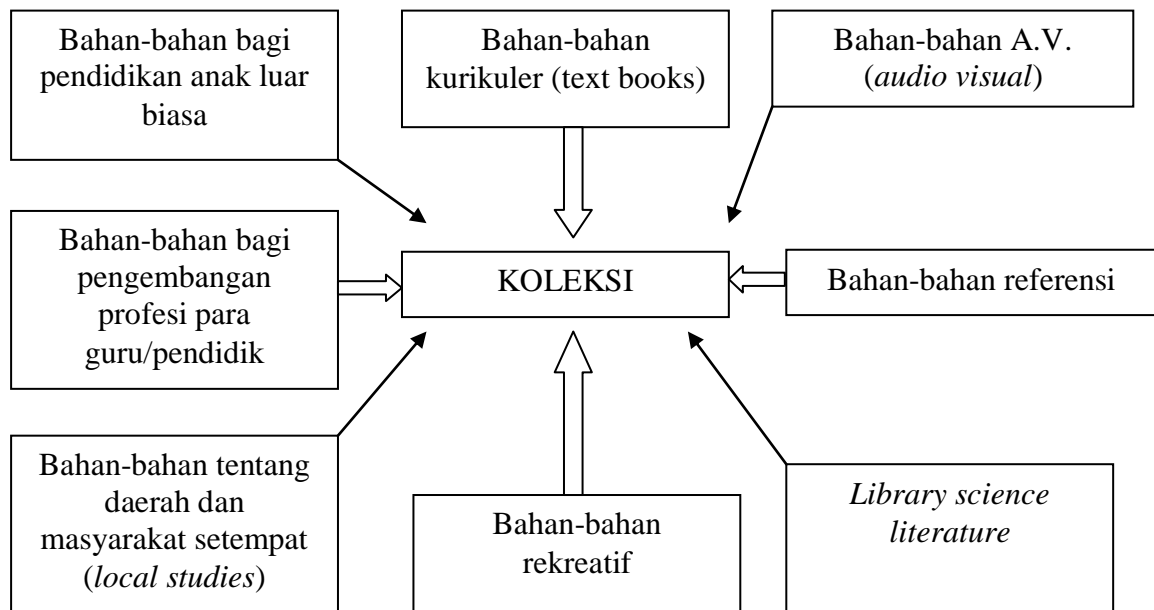 Bahan-bahan bagi
pendidikan anak luar
biasa
Bahan-bahan
kurikuler (text books)
Bahan-bahan A.V.
(audio visual)
Bahan-bahan bagi
pengembangan
profesi para
guru/pendidik
KOLEKSI
Bahan-bahan referensi
Bahan-bahan tentang
daerah dan
masyarakat setempat
(local studies)
Bahan-bahan
rekreatif
Library science
literature